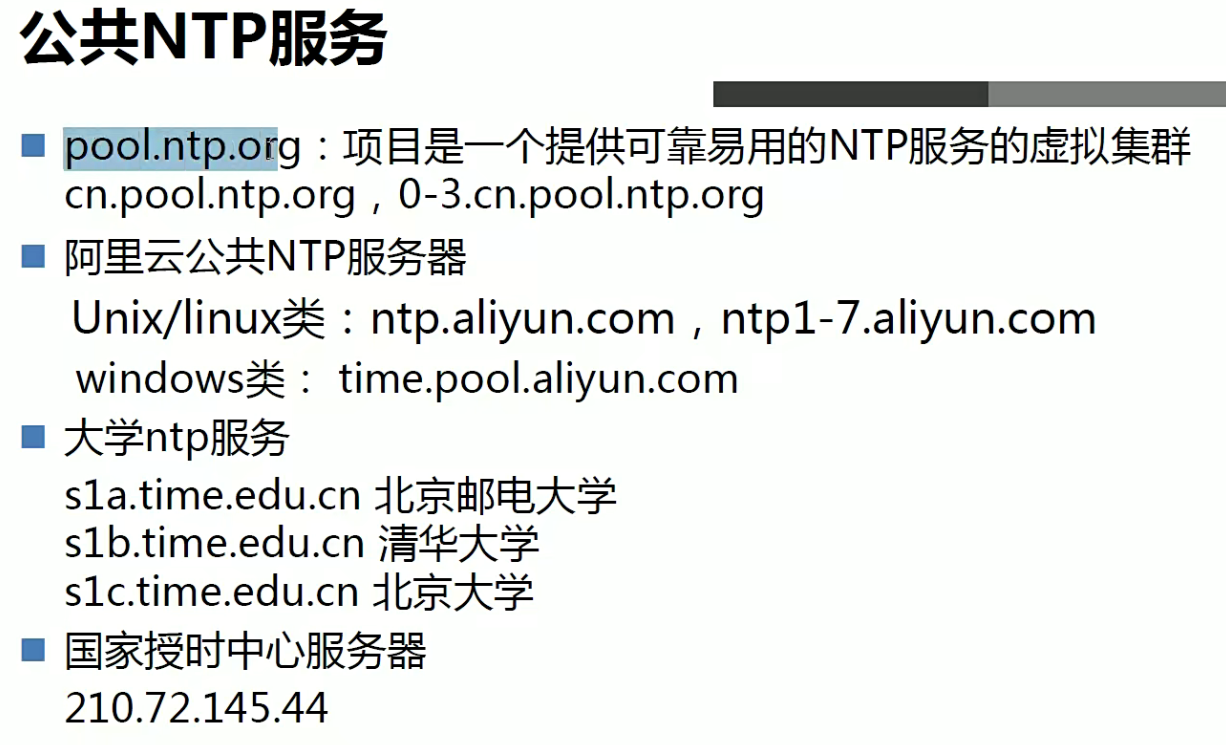 公共NTP服务
pool.ntp.org：项目是一个提供可靠易用的NTP服务的虚拟集群
cn.pool.ntp.org，0-3.cn.pool.ntp.org
阿里云公共NTP服务器
Unix/linux类：ntp.aliyun.com，ntp1-7.aliyun.com
windows类： time.pool.aliyun.com
大学ntp服务
s1a.time.edu.cn 北京邮电大学
s1b.time.edu.cn 清华大学
s1c.time.edu.cn 北京大学
国家授时中心服务器
210.72.145.44